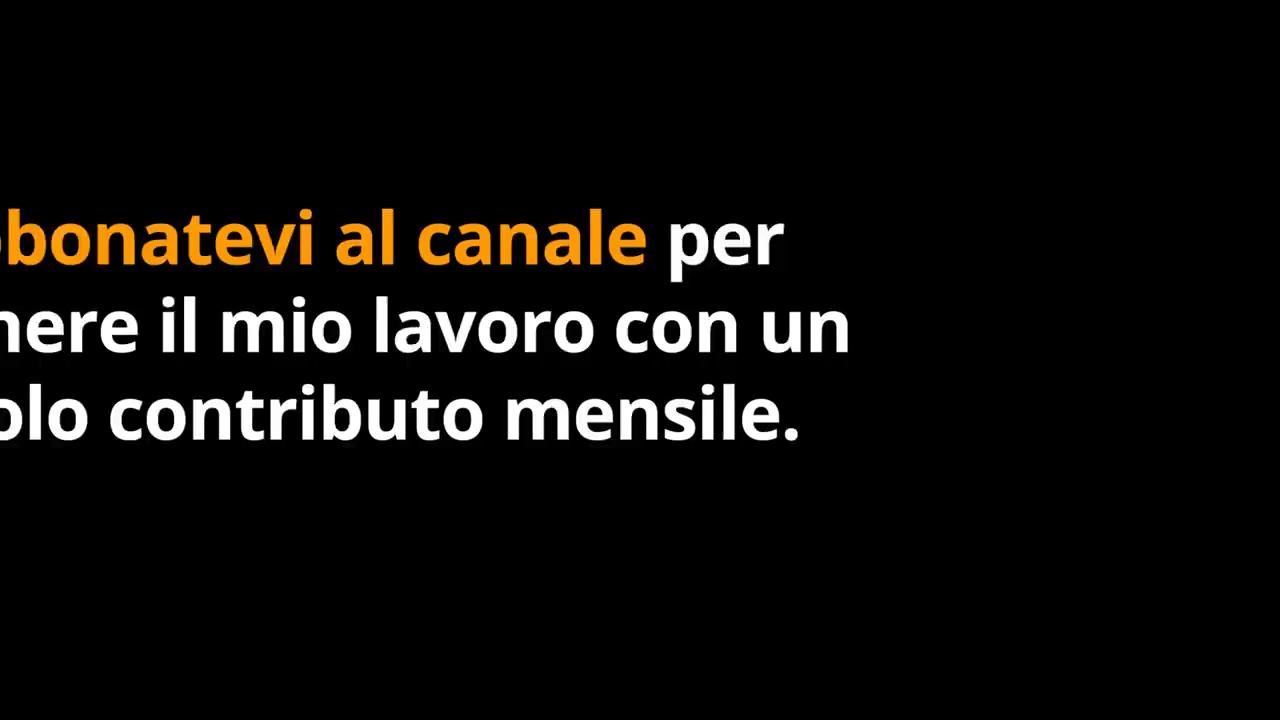 bonatevi al canale per
nere il mio lavoro con un
olo contributo mensile.